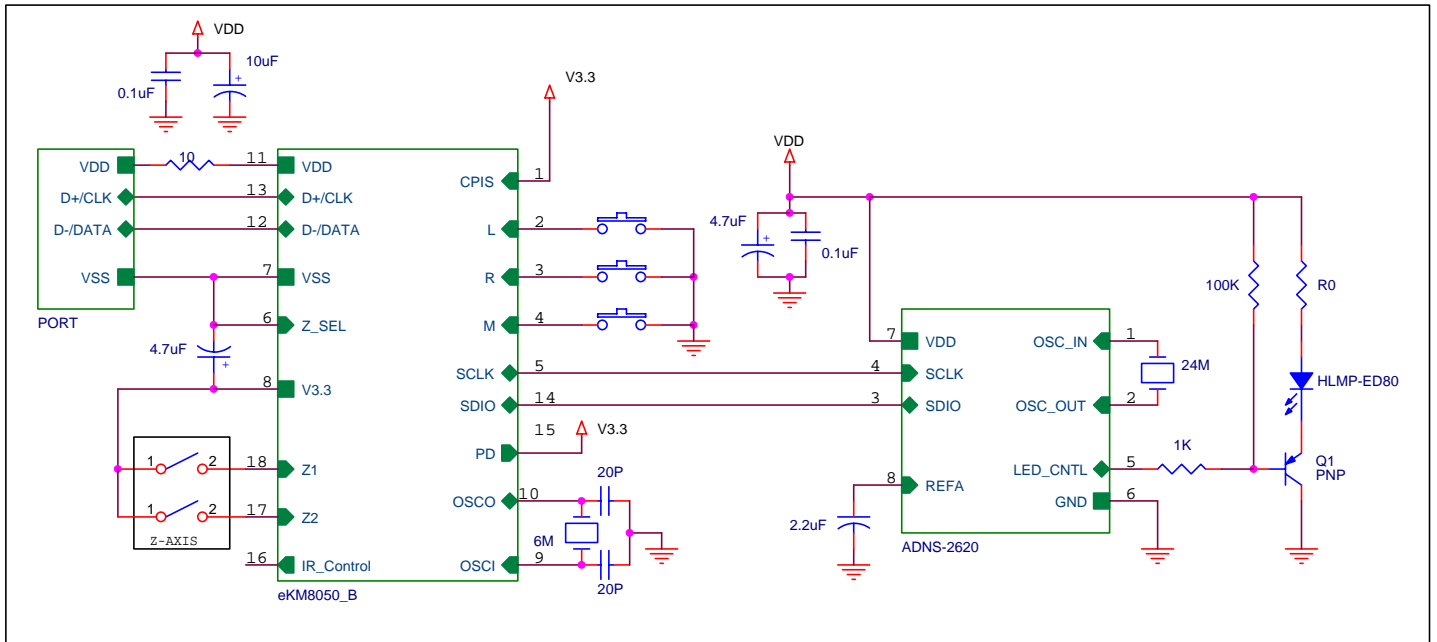 VDD
10uF
0.1uF
V3.3
VDD
VDD
10
11
VDD
D+/CLK
13
D+/CLK
D-/DATA
12
D-/DATA
VSS
7
VSS
PORT
6
Z_SEL
4.7uF
8
V3.3
1
2
18
Z1
1
2
17
Z2
Z-AXIS
16
IR_Control
eKM8050_B
CPIS
1
L
2
R
3
M
4
SCLK
5
SDIO
14
15
PD
V3.3
OSCO
10
20P
6M
OSCI
9
20P
4.7uF
0.1uF
100K
R0
7
VDD
OSC_IN
1
4
SCLK
24M
3
SDIO
OSC_OUT
2
HLMP-ED80
1K
LED_CNTL
5
Q1
PNP
8
REFA
GND
6
2.2uF
ADNS-2620